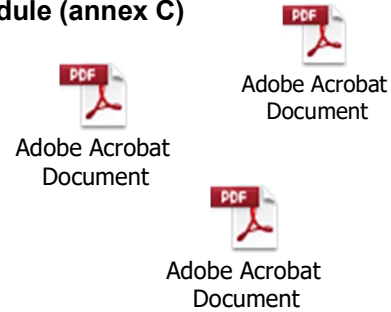 dule (annex C)
PDF
Adobe Acrobat
Document
PDF
Adobe Acrobat
Document
PDF
Adobe Acrobat
Document